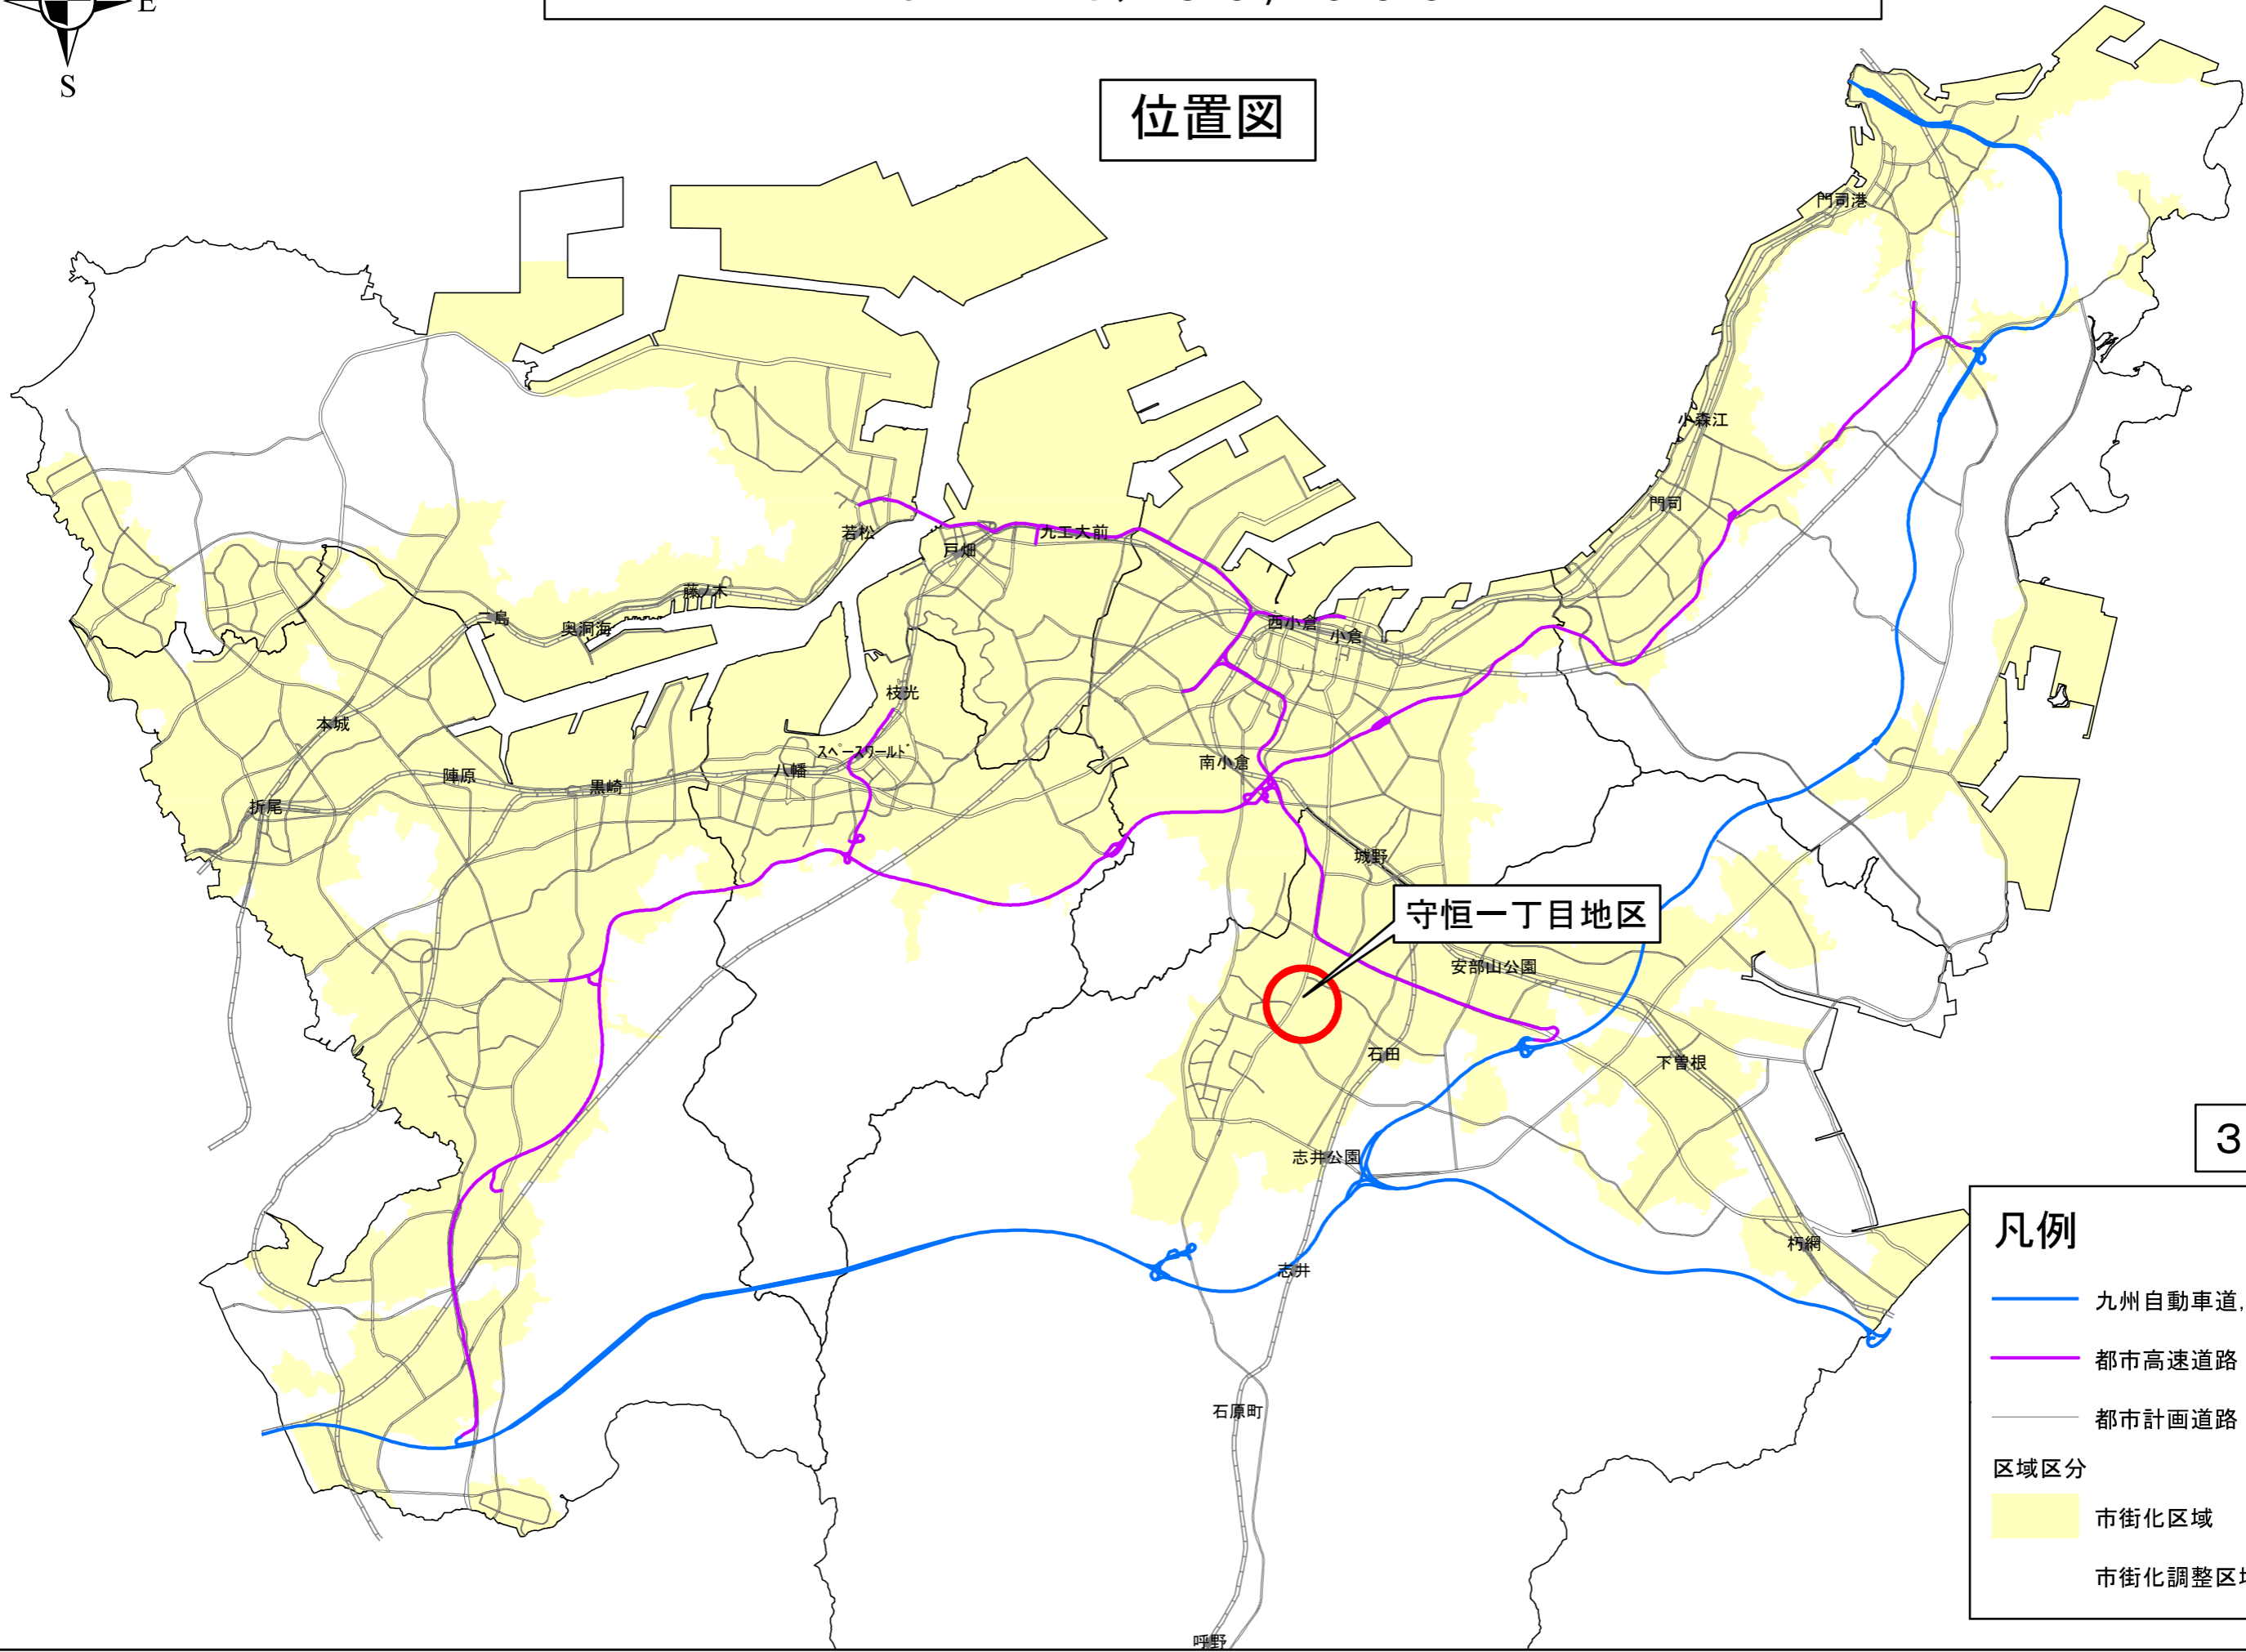 E
S
位置図
門司港
小森江
門司
若松
戸畑
九工大前
藤ノ木
二島
奥洞海
西小倉
小倉
枝光
本城
スペースワールド
南小倉
八幡
陣原
黒崎
折尾
城野
守恒一丁目地区
安部山公園
石田
下曽根
3
志井公園
凡例
朽網
志井
九州自動車道,
都市高速道路
石原町
都市計画道路
区域区分
市街化区域
市街化調整区域
呼野